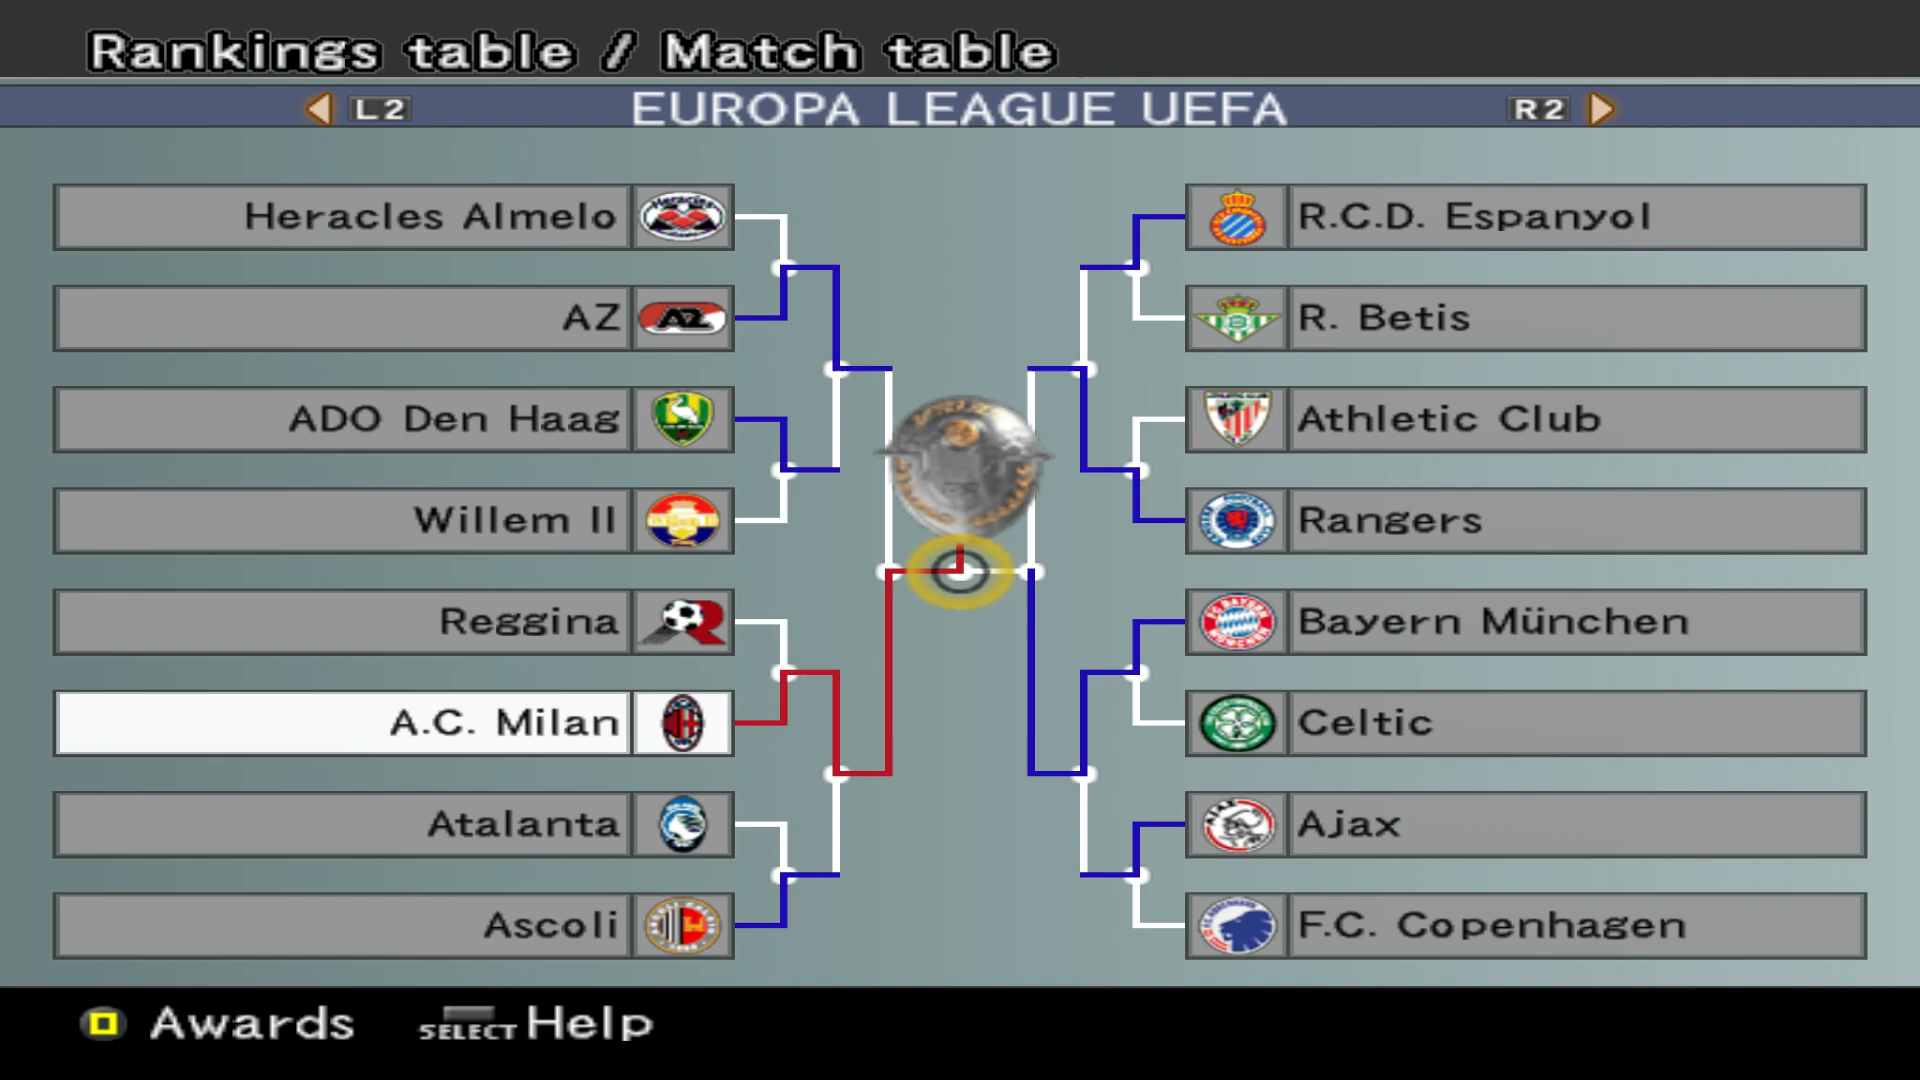 Rankings table / Match table
L2 EUROPA LEAGUE UEFA R2
Heracles Almelo
AZ
AZ
ADO Den Haag
Willem II
Reggina
A.C. Milan
Atalanta
Ascoli
R.C.D. Espanyol
R. Betis
Athletic Club
Rangers
Bayern München
Celtic
Ajax
F.C. Copenhagen
Awards SELECT Help